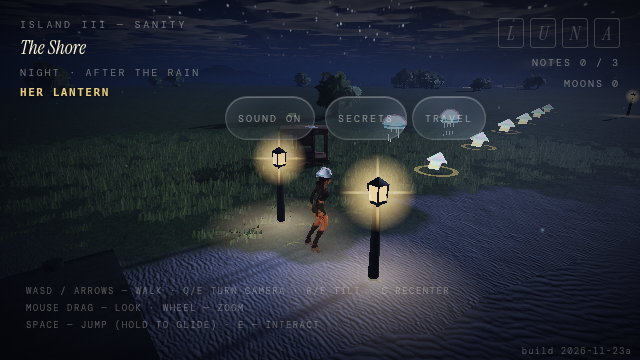 ISLAND III — SANITY
The Shore
NIGHT · AFTER THE RAIN
HER LANTERN
L U N A
NOTES 0 / 3
MOONS 0
SOUND ON
SECRETS
TRAVEL
WASD / ARROWS — WALK · Q/E TURN CAMERA · R/F TILT · C RECENTER
MOUSE DRAG — LOOK · WHEEL — ZOOM
SPACE — JUMP (HOLD TO GLIDE) · E — INTERACT
build 2026-11-23a